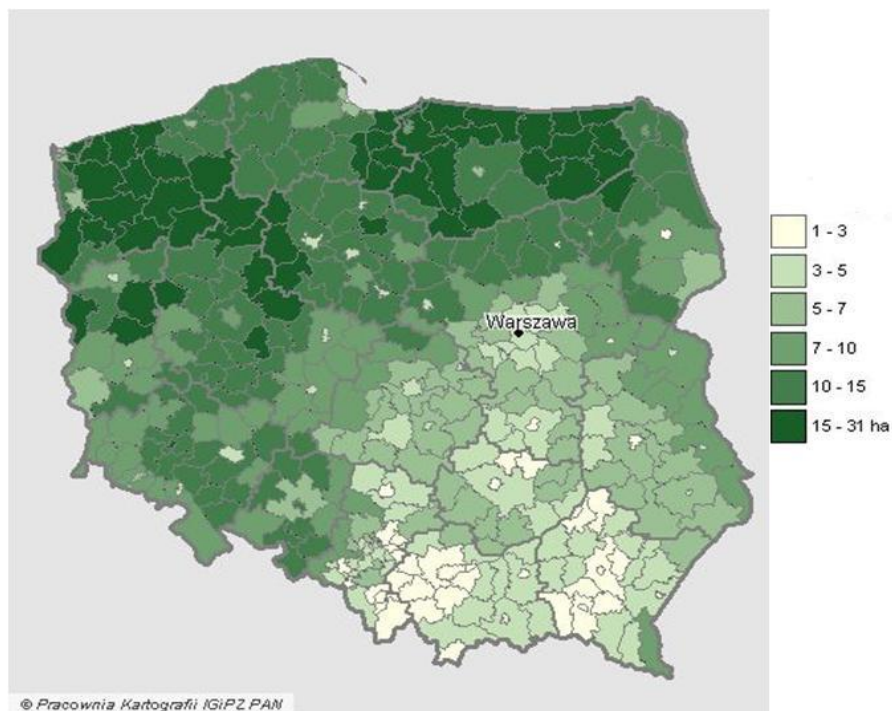 Warszawa
1 - 3
3 - 5
5 - 7
7 - 10
10 - 15
15 - 31 ha
© Pracownia Kartografii IGiPZ PAN